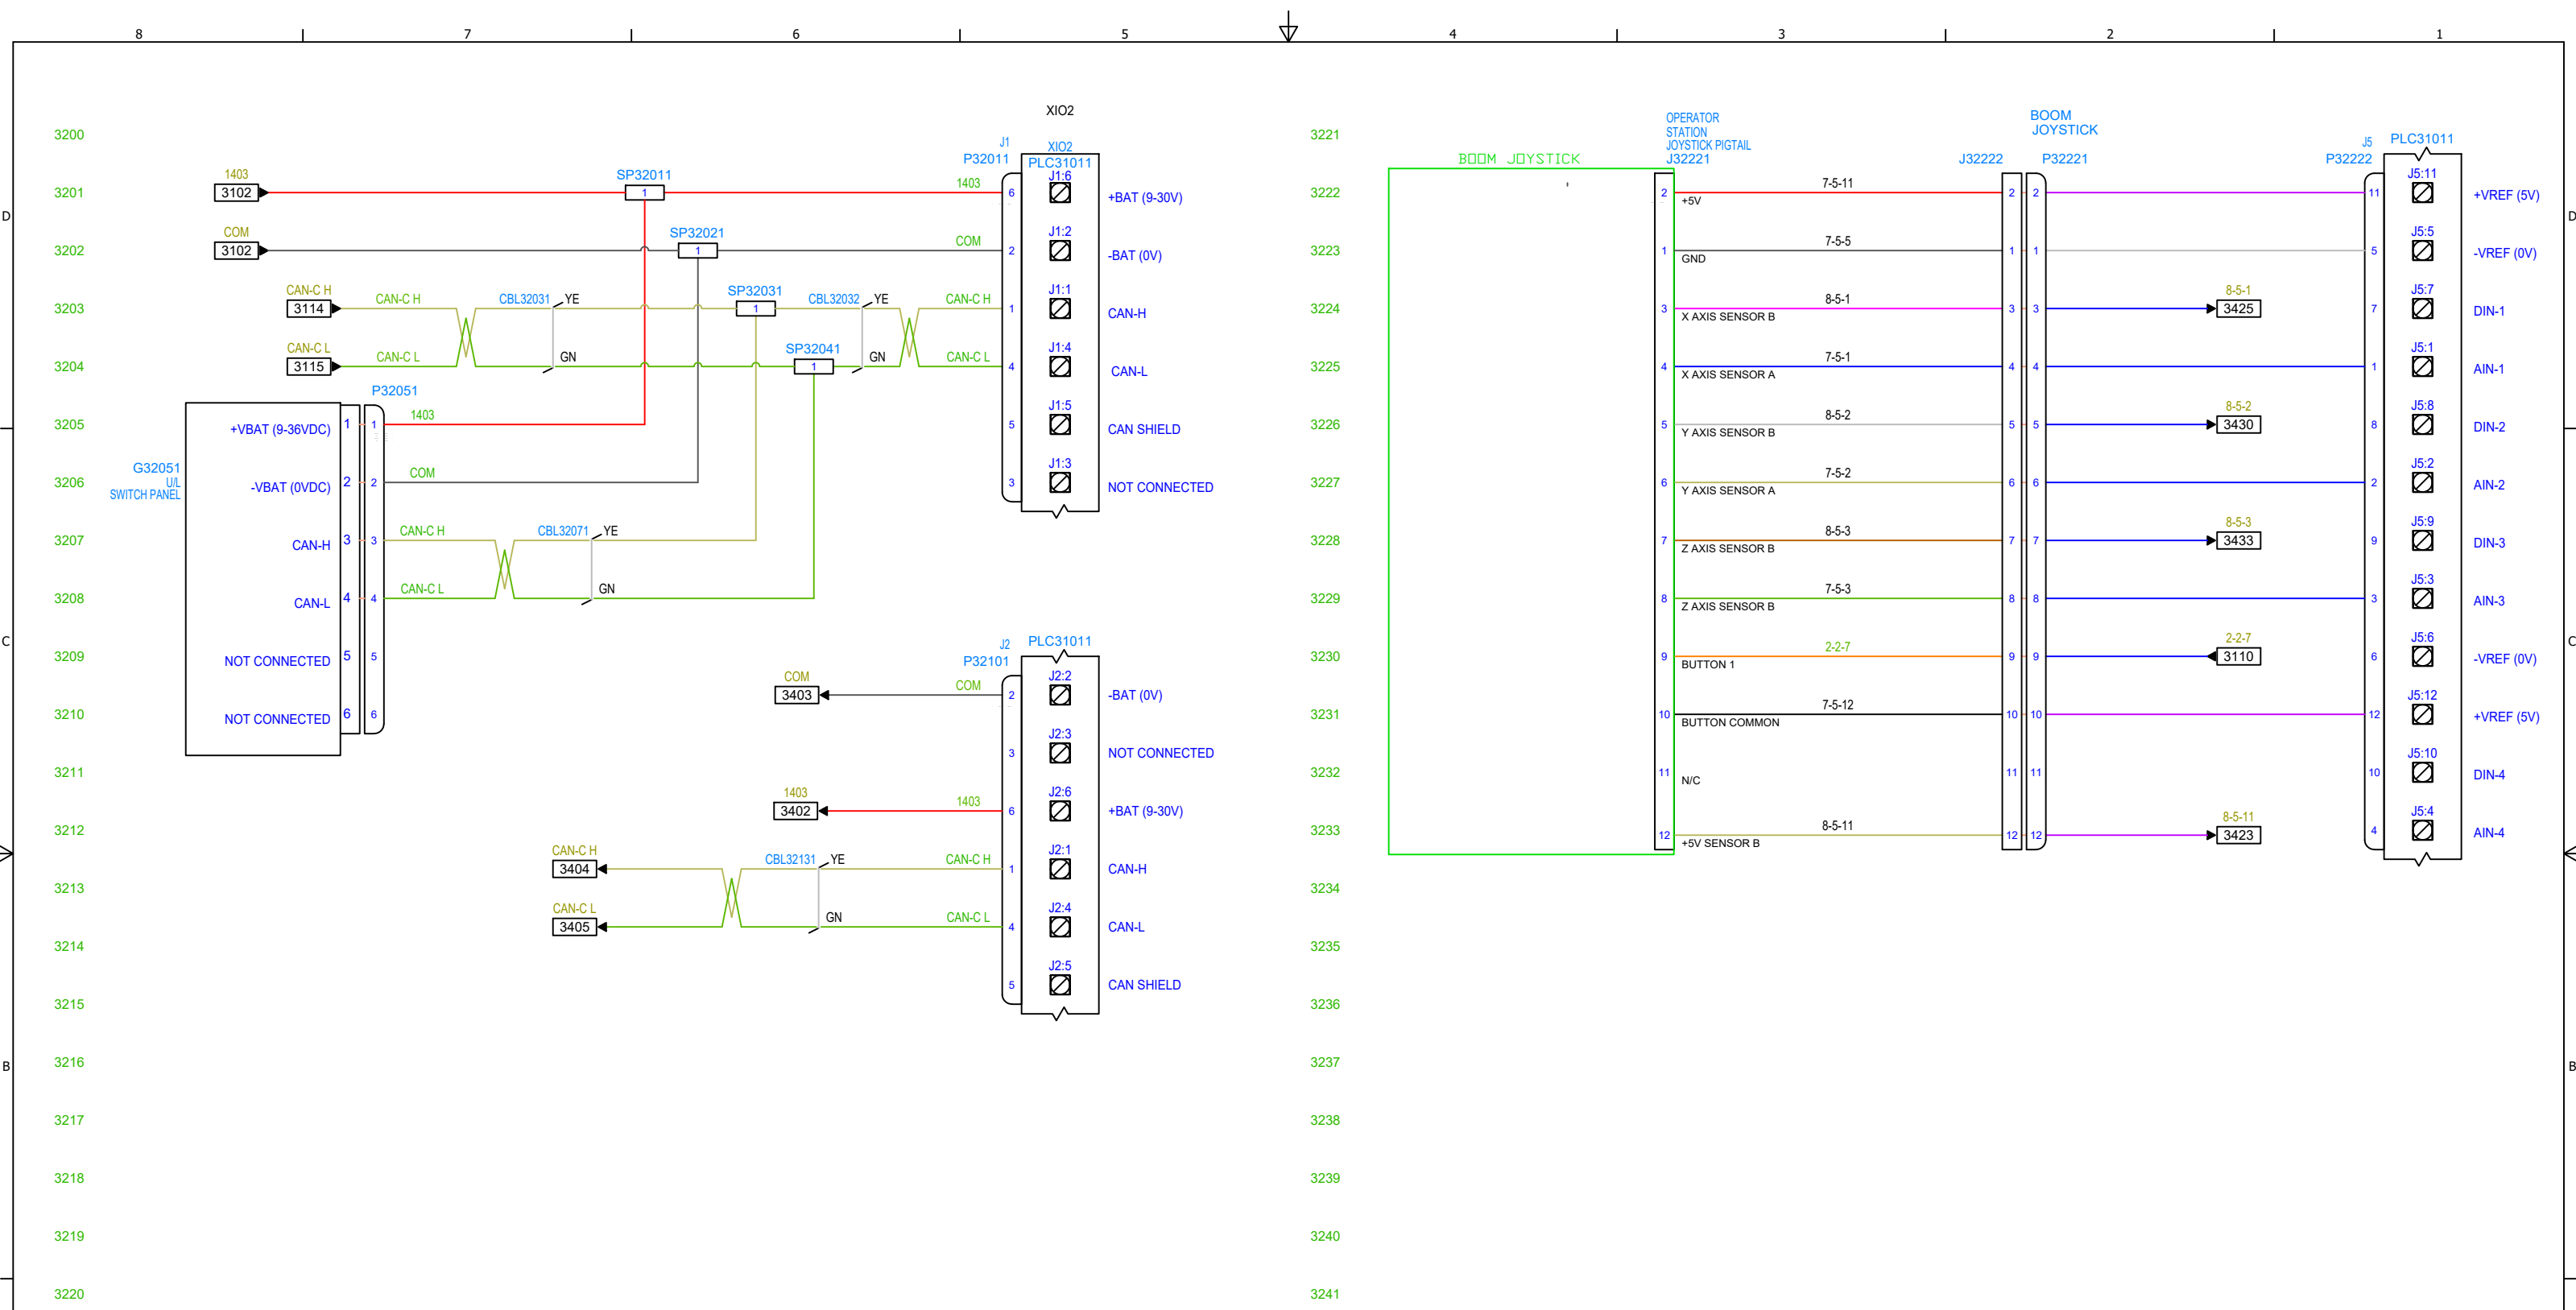 8 7 6 5 4 3 2 1
D
C
B
D
C
B
3200
3201
3202
3203
3204
3205
3206
3207
3208
3209
3210
3211
3212
3213
3214
3215
3216
3217
3218
3219
3220
1403
3102
SP32011
1
1403
COM
3102
SP32021
1
COM
CAN-C H
3114
CAN-C H
CBL32031
YE
SP32031
1
CBL32032
YE
CAN-C H
CAN-C L
3115
CAN-C L
GN
SP32041
1
GN
CAN-C L
XIO2
J1
P32011
XIO2
PLC31011
6 J1:6 +BAT (9-30V)
2 J1:2 -BAT (0V)
1 J1:1 CAN-H
4 J1:4 CAN-L
5 J1:5 CAN SHIELD
3 J1:3 NOT CONNECTED
G32051
U/L
SWITCH PANEL
P32051
+VBAT (9-36VDC) 1 1 1403
-VBAT (0VDC) 2 2 COM
CAN-H 3 3 CAN-C H CBL32071 YE
CAN-L 4 4 CAN-C L GN
NOT CONNECTED 5 5
NOT CONNECTED 6 6
J2
P32101
PLC31011
COM
3403 COM 2 J2:2 -BAT (0V)
3 J2:3 NOT CONNECTED
1403
3402 1403 6 J2:6 +BAT (9-30V)
CAN-C H
3404 CBL32131 YE CAN-C H 1 J2:1 CAN-H
CAN-C L
3405 GN CAN-C L 4 J2:4 CAN-L
5 J2:5 CAN SHIELD
3221
3222
3223
3224
3225
3226
3227
3228
3229
3230
3231
3232
3233
3234
3235
3236
3237
3238
3239
3240
3241
BOOM JOYSTICK
OPERATOR
STATION
JOYSTICK PIGTAIL
J32221
J32222
BOOM
JOYSTICK
P32221
J5
P32222
PLC31011
2 +5V 7-5-11 2 2 11 J5:11 +VREF (5V)
1 GND 7-5-5 1 1 5 J5:5 -VREF (0V)
3 X AXIS SENSOR B 8-5-1 3 3 8-5-1 3425 7 J5:7 DIN-1
4 X AXIS SENSOR A 7-5-1 4 4 1 J5:1 AIN-1
5 Y AXIS SENSOR B 8-5-2 5 5 8-5-2 3430 8 J5:8 DIN-2
6 Y AXIS SENSOR A 7-5-2 6 6 2 J5:2 AIN-2
7 Z AXIS SENSOR B 8-5-3 7 7 8-5-3 3433 9 J5:9 DIN-3
8 Z AXIS SENSOR B 7-5-3 8 8 3 J5:3 AIN-3
9 BUTTON 1 2-2-7 9 9 2-2-7 3110 6 J5:6 -VREF (0V)
10 BUTTON COMMON 7-5-12 10 10 12 J5:12 +VREF (5V)
11 N/C 11 11 10 J5:10 DIN-4
12 +5V SENSOR B 8-5-11 12 12 8-5-11 3423 4 J5:4 AIN-4